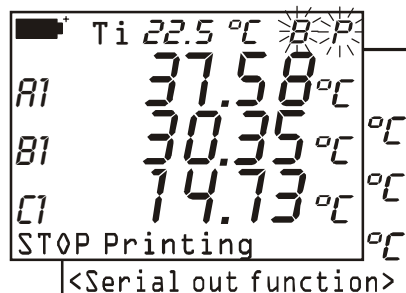 Ti 22.5 °C B P
A1 37.58 °C
B1 30.35 °C
°C
C1 14.73 °C
°C
STOP Printing
°C
<Serial out function>